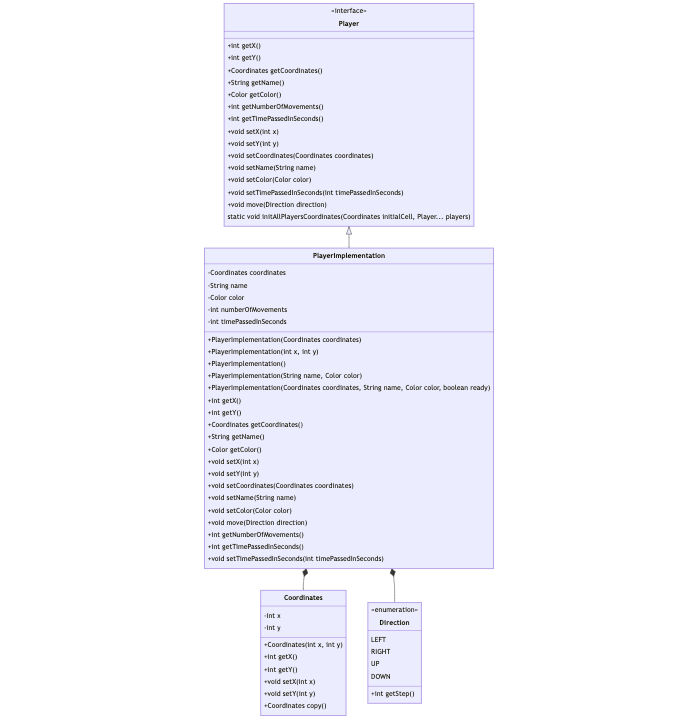 «interface»
Player
+int getX()
+int getY()
+Coordinates getCoordinates()
+String getName()
+Color getColor()
+int getNumberOfMovements()
+int getTimePassedInSeconds()
+void setX(int x)
+void setY(int y)
+void setCoordinates(Coordinates coordinates)
+void setName(String name)
+void setColor(Color color)
+void setTimePassedInSeconds(int timePassedInSeconds)
+void move(Direction direction)
static void initAllPlayersCoordinates(Coordinates initialCell, Player... players)
PlayerImplementation
-Coordinates coordinates
-String name
-Color color
-int numberOfMovements
-int timePassedInSeconds
+PlayerImplementation(Coordinates coordinates)
+PlayerImplementation(int x, int y)
+PlayerImplementation()
+PlayerImplementation(String name, Color color)
+PlayerImplementation(Coordinates coordinates, String name, Color color, boolean ready)
+int getX()
+int getY()
+Coordinates getCoordinates()
+String getName()
+Color getColor()
+void setX(int x)
+void setY(int y)
+void setCoordinates(Coordinates coordinates)
+void setName(String name)
+void setColor(Color color)
+void move(Direction direction)
+int getNumberOfMovements()
+int getTimePassedInSeconds()
+void setTimePassedInSeconds(int timePassedInSeconds)
Coordinates
-int x
-int y
+Coordinates(int x, int y)
+int getX()
+int getY()
+void setX(int x)
+void setY(int y)
+Coordinates copy()
«enumeration»
Direction
LEFT
RIGHT
UP
DOWN
+int getStep()